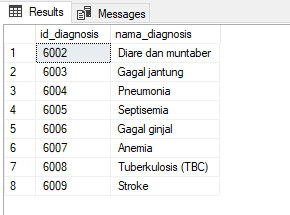 Results Messages
id_diagnosis nama_diagnosis
1 6002 Diare dan muntaber
2 6003 Gagal jantung
3 6004 Pneumonia
4 6005 Septisemia
5 6006 Gagal ginjal
6 6007 Anemia
7 6008 Tuberkulosis (TBC)
8 6009 Stroke